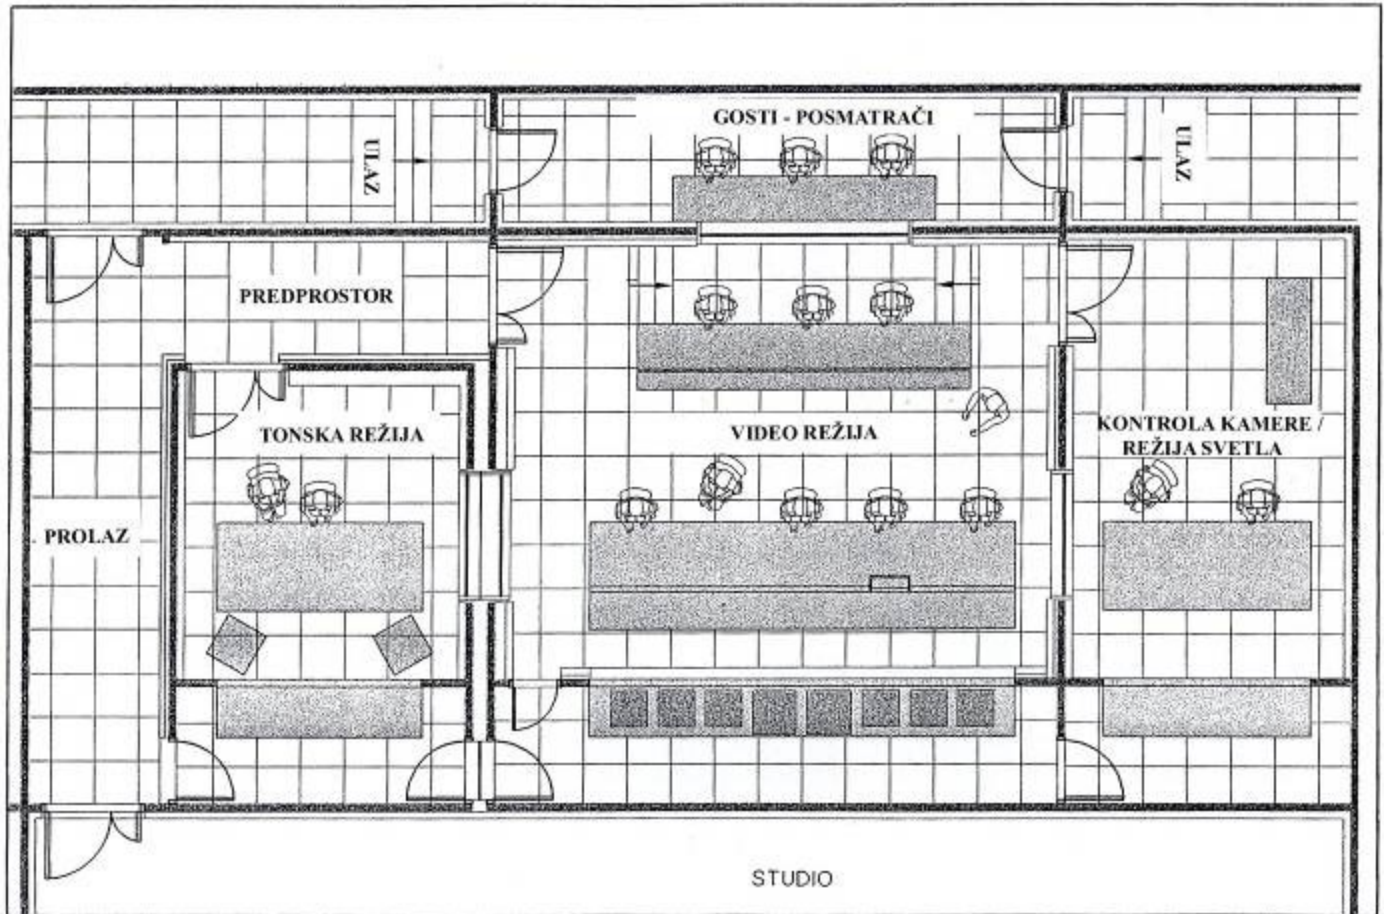 GOSTI - POSMATRAČI
ULAZ
ULAZ
PREDPROSTOR
TONSKA REŽIJA
VIDEO REŽIJA
KONTROLA KAMERE /
REŽIJA SVETLA
PROLAZ
STUDIO